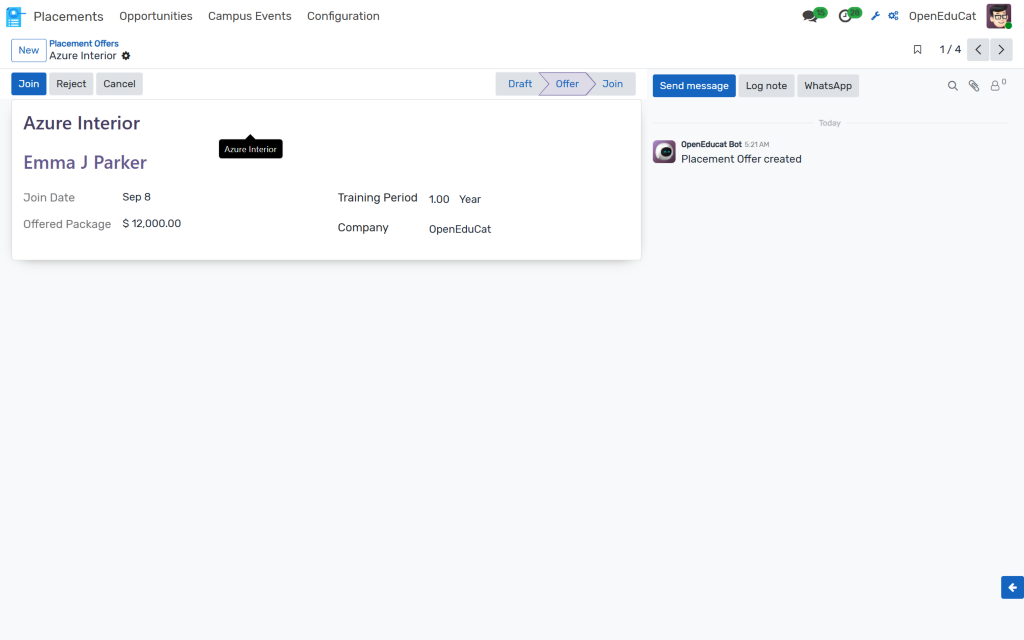 Placements Opportunities Campus Events Configuration 15 28 OpenEduCat
New Placement Offers
Azure Interior
1 / 4
Join Reject Cancel Draft Offer Join
Send message Log note WhatsApp 0
Azure Interior
Azure Interior
Emma J Parker
Join Date Sep 8
Offered Package $ 12,000.00
Training Period 1.00 Year
Company OpenEduCat
Today
OpenEducat Bot 5:21 AM
Placement Offer created